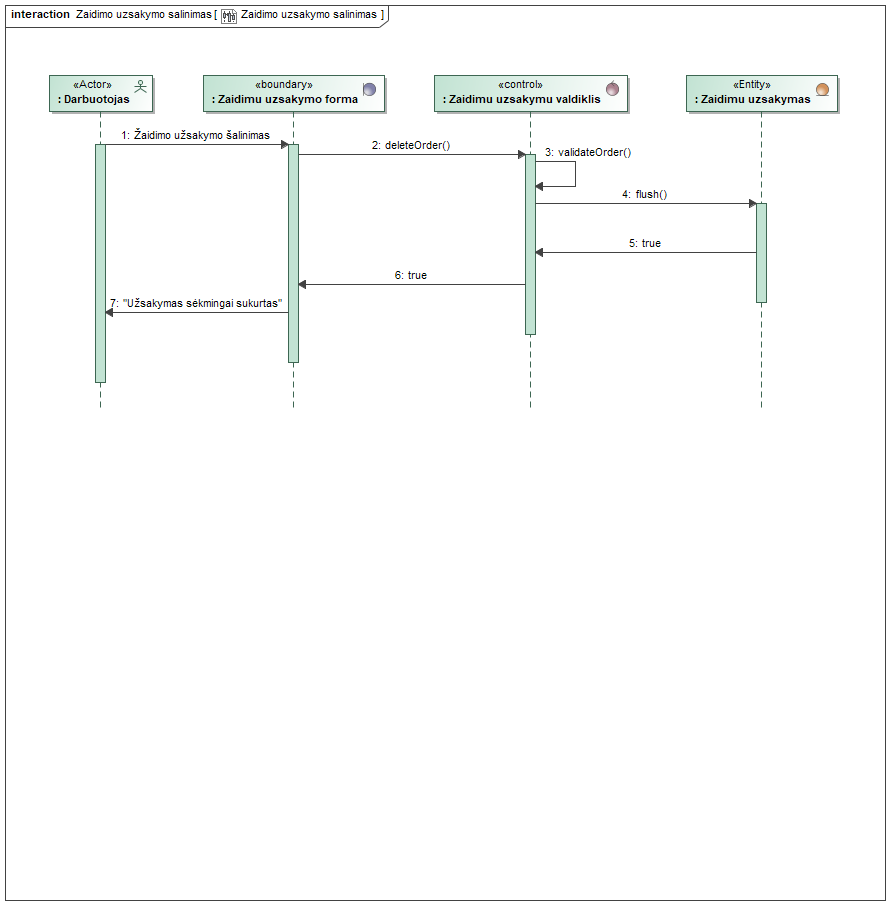 interaction Zaidimo uzsakymo salinimas [ Zaidimo uzsakymo salinimas ]
«Actor»
: Darbuotojas
«boundary»
: Zaidimu uzsakymo forma
«control»
: Zaidimu uzsakymu valdiklis
«Entity»
: Zaidimu uzsakymas
1: Žaidimo užsakymo šalinimas
2: deleteOrder()
3: validateOrder()
4: flush()
5: true
6: true
7: "Užsakymas sėkmingai sukurtas"